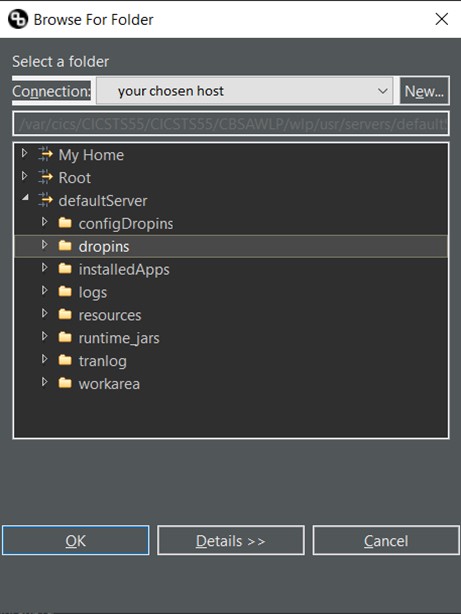 Browse For Folder
Select a folder
Connection: your chosen host New...
/var/cics/CICSTS55/CICSTS55/CBSAWLP/wlp/usr/servers/default
My Home
Root
defaultServer
configDropins
dropins
installedApps
logs
resources
runtime_jars
tranlog
workarea
OK Details >> Cancel